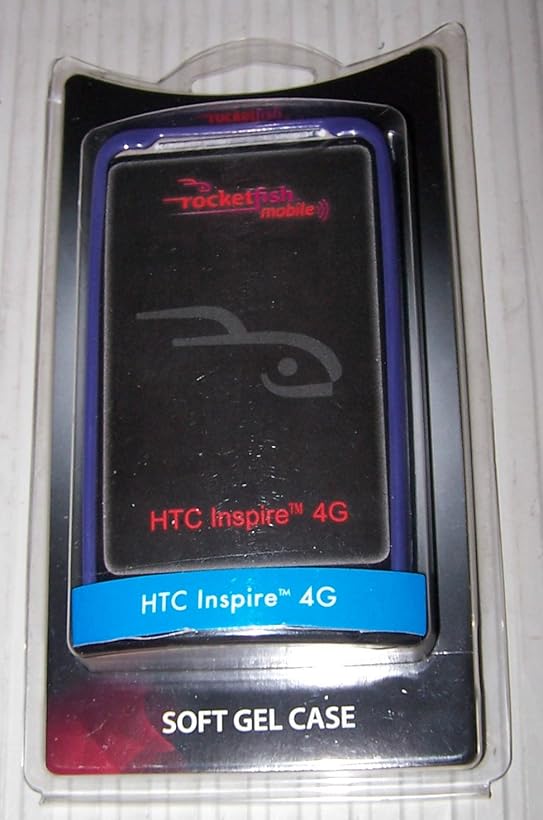 rocketfish
rocketfish
mobile
HTC Inspire™ 4G
HTC Inspire™ 4G
SOFT GEL CASE